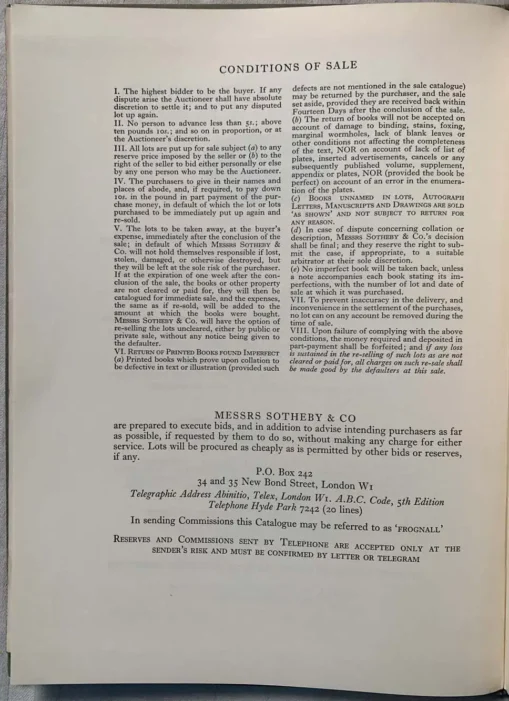 CONDITIONS OF SALE
I. The highest bidder to be the buyer. If any
dispute arise the Auctioneer shall have absolute
discretion to settle it; and to put any disputed
lot up again.
II. No person to advance less than 5l.; above
ten pounds 10l.; and so on in proportion, or at
the Auctioneer's discretion.
III. All lots are put up for sale subject (a) to any
reserve price imposed by the seller or (b) to the
right of the seller to bid either personally or else
by any one person who may be the Auctioneer.
IV. The purchasers to give in their names and
places of abode, and, if required, to pay down
10s. in the pound in part payment of the pur-
chase money, in default of which the lot or lots
purchased to be immediately put up again and
re-sold.
V. The lots to be taken away, at the buyer's
expense, immediately after the conclusion of the
sale; in default of which MESSRS SOTHEBY &
Co. will not hold themselves responsible if lost,
stolen, damaged, or otherwise destroyed, but
they will be left at the sole risk of the purchaser.
If at the expiration of one week after the con-
clusion of the sale, the books or other property
are not cleared or paid for, they will then be
catalogued for immediate sale, and the expenses,
the same as if re-sold, will be added to the
amount at which the books were bought.
MESSRS SOTHEBY & Co. will have the option of
re-selling the lots uncleared, either by public or
private sale, without any notice being given to
the defaulter.
VI. RETURN OF PRINTED BOOKS FOUND IMPERFECT
(a) Printed books which prove upon collation to
be defective in text or illustration (provided such
defects are not mentioned in the sale catalogue)
may be returned by the purchaser, and the sale
set aside, provided they are received back within
Fourteen Days after the conclusion of the sale.
(b) The return of books will not be accepted on
account of damage to binding, stains, foxing,
marginal wormholes, lack of blank leaves or
other conditions not affecting the completeness
of the text, NOR on account of lack of list of
plates, inserted advertisements, cancels or any
subsequently published volume, supplement,
appendix or plates, NOR (provided the book be
perfect) on account of an error in the enumera-
tion of the plates.
(c) BOOKS UNNAMED IN LOTS, AUTOGRAPH
LETTERS, MANUSCRIPTS AND DRAWINGS ARE SOLD
'AS SHOWN' AND NOT SUBJECT TO RETURN FOR
ANY REASON.
(d) In case of dispute concerning collation or
description, MESSRS SOTHEBY & Co.'s decision
shall be final; and they reserve the right to sub-
mit the case, if appropriate, to a suitable
arbitrator at their sole discretion.
(e) No imperfect book will be taken back, unless
a note accompanies each book stating its im-
perfections, with the number of lot and date of
sale at which it was purchased.
VII. To prevent inaccuracy in the delivery, and
inconvenience in the settlement of the purchases,
no lot can on any account be removed during the
time of sale.
VIII. Upon failure of complying with the above
conditions, the money required and deposited in
part-payment shall be forfeited; and if any loss
is sustained in the re-selling of such lots as are not
cleared or paid for, all charges on such re-sale shall
be made good by the defaulters at this sale.
MESSRS SOTHEBY & CO
are prepared to execute bids, and in addition to advise intending purchasers as far
as possible, if requested by them to do so, without making any charge for either
service. Lots will be procured as cheaply as is permitted by other bids or reserves,
if any.
P.O. Box 242
34 and 35 New Bond Street, London W1
Telegraphic Address Abinitio, Telex, London W1. A.B.C. Code, 5th Edition
Telephone Hyde Park 7242 (20 lines)
In sending Commissions this Catalogue may be referred to as 'FROGNALL'
RESERVES AND COMMISSIONS SENT BY TELEPHONE ARE ACCEPTED ONLY AT THE
SENDER'S RISK AND MUST BE CONFIRMED BY LETTER OR TELEGRAM